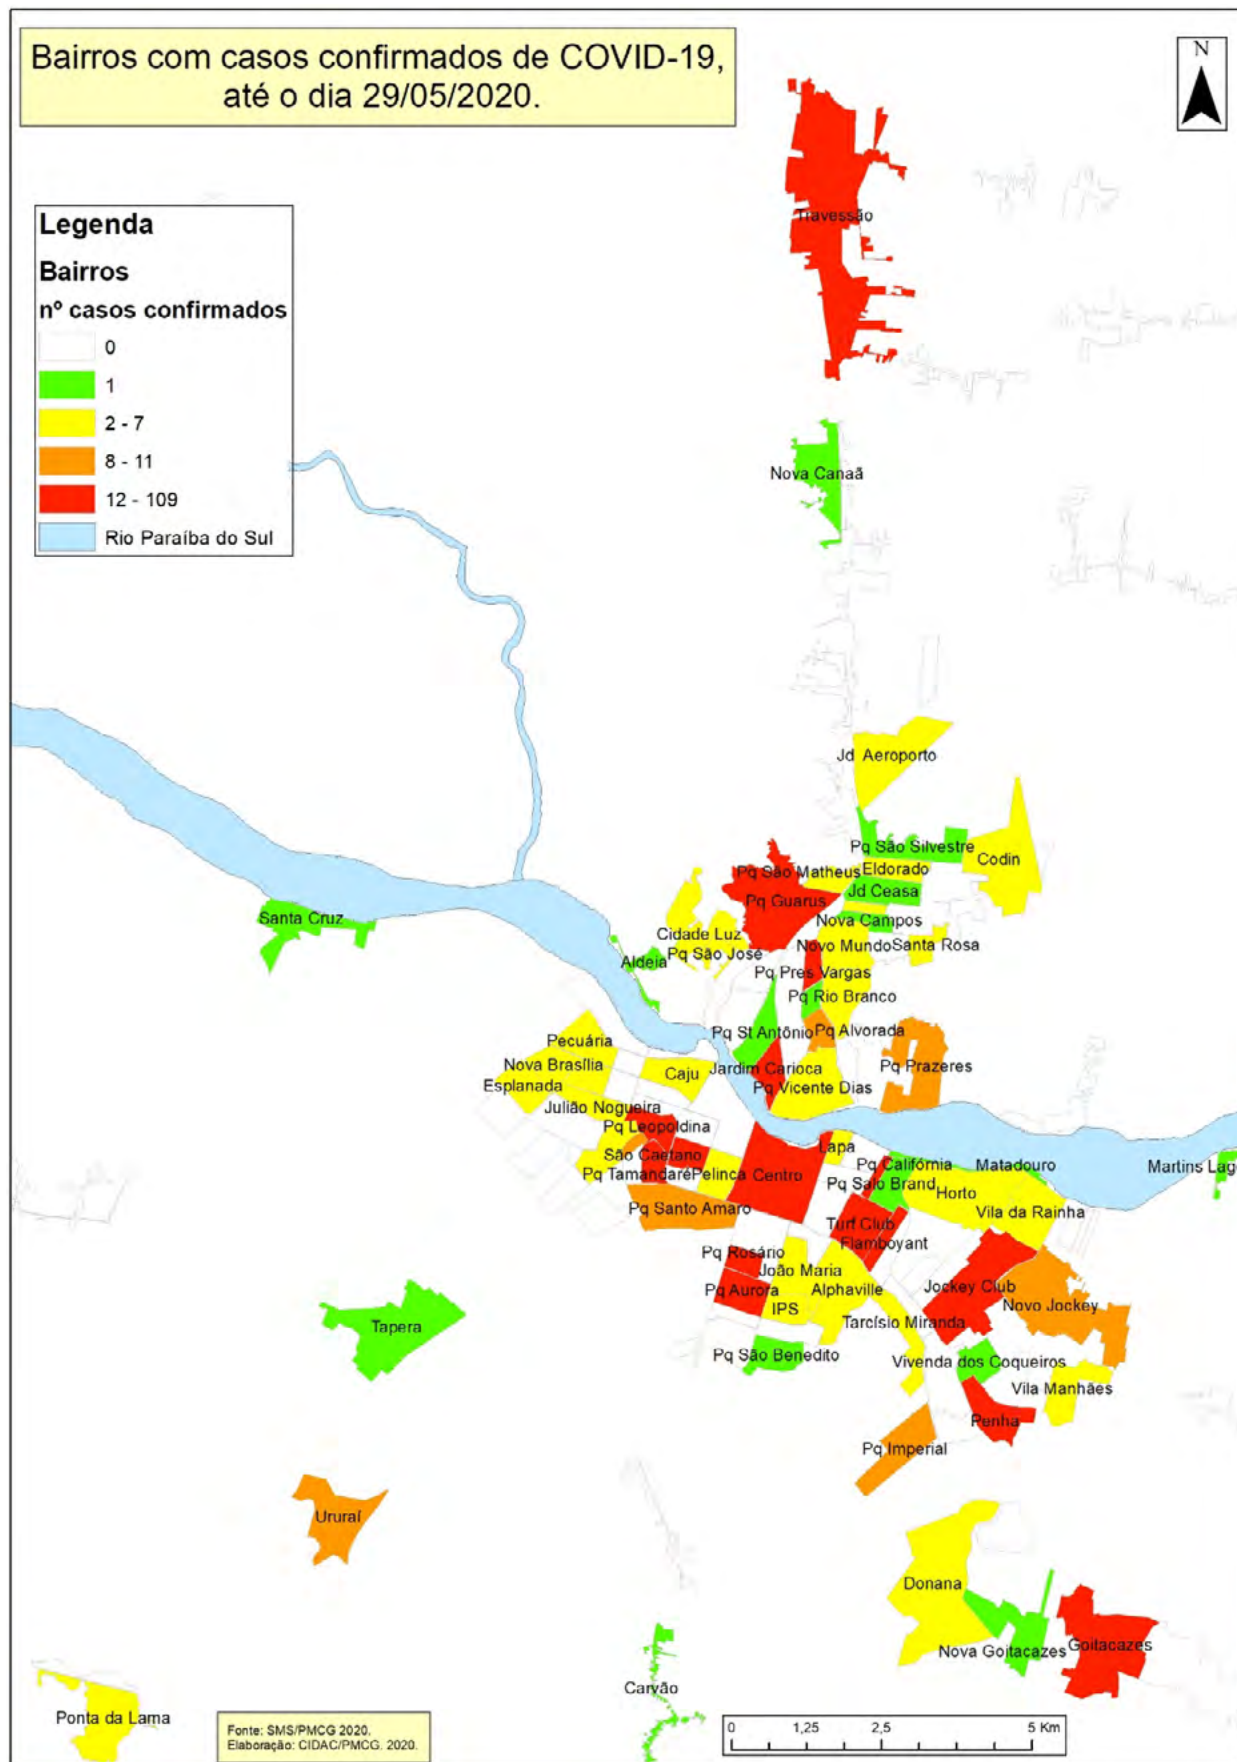 Bairros com casos confirmados de COVID-19,
até o dia 29/05/2020.
N
Legenda
Bairros
nº casos confirmados
0
1
2 - 7
8 - 11
12 - 109
Rio Paraíba do Sul
Travessão
Nova Canaã
Jd Aeroporto
Pq São Silvestre
Codin
Pq São Matheus
Eldorado
Jd Ceasa
Pq Guarus
Nova Campos
Santa Cruz
Cidade Luz
Novo Mundo
Santa Rosa
Pq São José
Aldeia
Pq Pres Vargas
Pq Rio Branco
Pq St Antônio
Pq Alvorada
Pecuária
Nova Brasília
Esplanada
Caju
Jardim Carioca
Pq Prazeres
Pq Vicente Dias
Julião Nogueira
Pq Leopoldina
Lapa
São Caetano
Pq Califórnia
Matadouro
Martins Lage
Pq Tamandaré
Pelinca
Centro
Pq Salo Brand
Horto
Pq Santo Amaro
Vila da Rainha
Turf Club
Flamboyant
Pq Rosário
João Maria
Pq Aurora
Alphaville
Jockey Club
IPS
Novo Jockey
Tapera
Tarcísio Miranda
Pq São Benedito
Vivenda dos Coqueiros
Vila Manhães
Penha
Pq Imperial
Ururaí
Donana
Nova Goitacazes
Goitacazes
Carvão
Ponta da Lama
Fonte: SMS/PMCG 2020.
Elaboração: CIDAC/PMCG. 2020.
0 1,25 2,5 5 Km